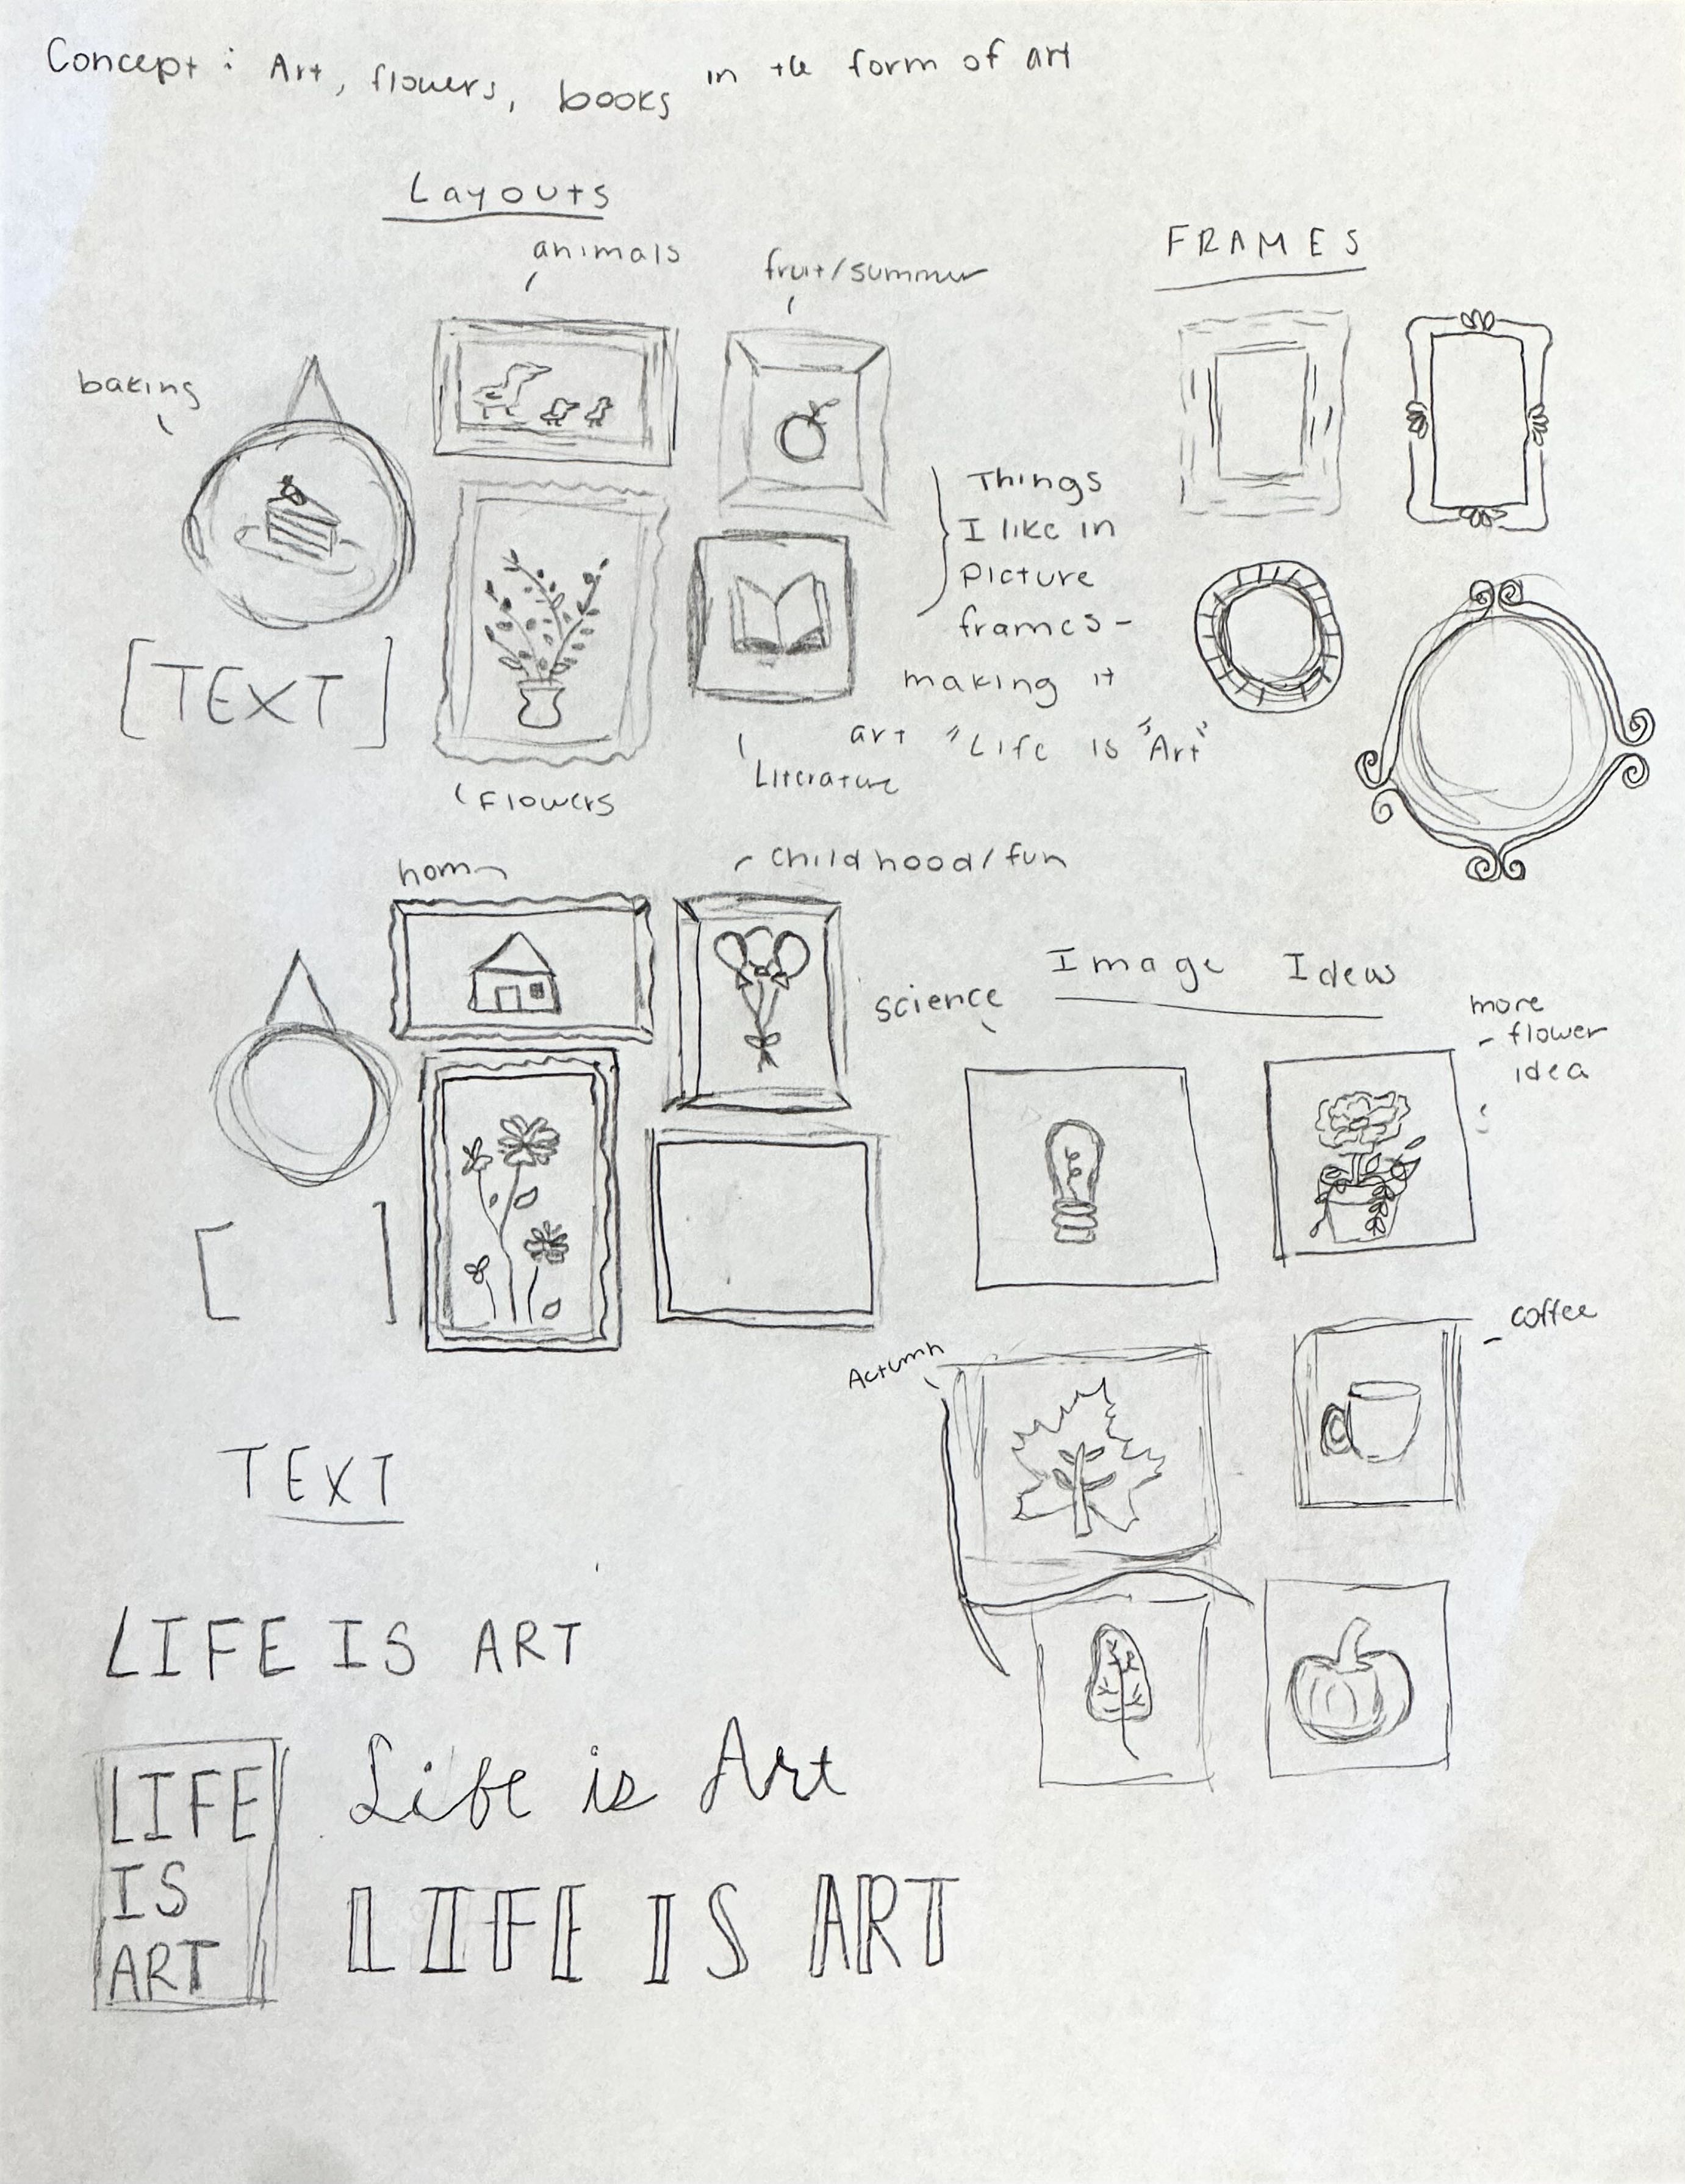 Concept : Art, flowers, books in the form of art
Layouts
animals
fruit/summer
baking
Things
I like in
Picture
frames-
making it
art "Life is "Art"
[TEXT]
Literature
Flowers
FRAMES
hom
childhood/fun
[ ]
Image Ideas
science
more
- flower
idea
Autumn
- coffee
TEXT
LIFE IS ART
LIFE
IS
ART
Life is Art
LIFE IS ART